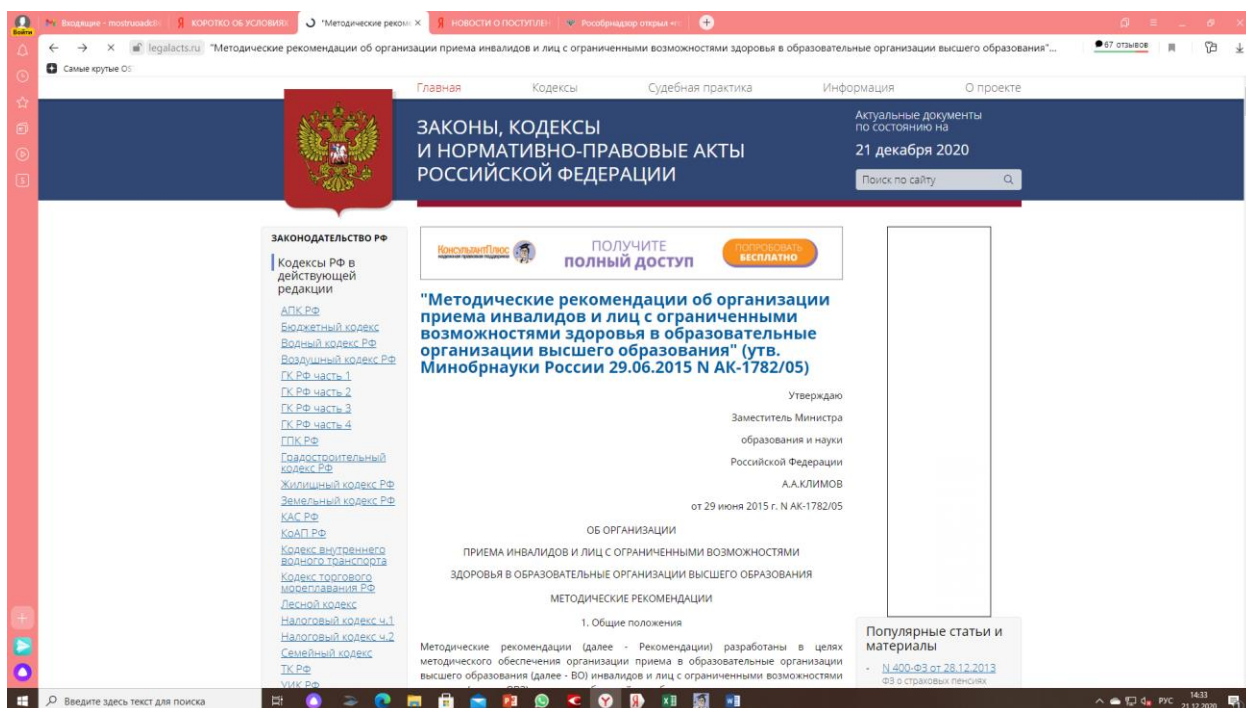 Войти
Входящие - mostruoadcli
КОРОТКО ОБ УСЛОВИЯХ
"Методические реком
НОВОСТИ О ПОСТУПЛЕН
Рособрнадзор открыл «г
legalacts.ru "Методические рекомендации об организации приема инвалидов и лиц с ограниченными возможностями здоровья в образовательные организации высшего образования"...
67 отзывов
Самые крутые OS
Главная Кодексы Судебная практика Информация О проекте
ЗАКОНЫ, КОДЕКСЫ
И НОРМАТИВНО-ПРАВОВЫЕ АКТЫ
РОССИЙСКОЙ ФЕДЕРАЦИИ
Актуальные документы
по состоянию на
21 декабря 2020
Поиск по сайту
ЗАКОНОДАТЕЛЬСТВО РФ
Кодексы РФ в
действующей
редакции
АПК РФ
Бюджетный кодекс
Водный кодекс РФ
Воздушный кодекс РФ
ГК РФ часть 1
ГК РФ часть 2
ГК РФ часть 3
ГК РФ часть 4
ГПК РФ
Градостроительный
кодекс РФ
Жилищный кодекс РФ
Земельный кодекс РФ
КАС РФ
КоАП РФ
Кодекс внутреннего
водного транспорта
Кодекс торгового
мореплавания РФ
Лесной кодекс
Налоговый кодекс ч.1
Налоговый кодекс ч.2
Семейный кодекс
ТК РФ
УИК РФ
КонсультантПлюс
ПОЛУЧИТЕ
ПОЛНЫЙ ДОСТУП
ПОПРОБОВАТЬ
БЕСПЛАТНО
"Методические рекомендации об организации
приема инвалидов и лиц с ограниченными
возможностями здоровья в образовательные
организации высшего образования" (утв.
Минобрнауки России 29.06.2015 N АК-1782/05)
Утверждаю
Заместитель Министра
образования и науки
Российской Федерации
А.А.КЛИМОВ
от 29 июня 2015 г. N АК-1782/05
ОБ ОРГАНИЗАЦИИ
ПРИЕМА ИНВАЛИДОВ И ЛИЦ С ОГРАНИЧЕННЫМИ ВОЗМОЖНОСТЯМИ
ЗДОРОВЬЯ В ОБРАЗОВАТЕЛЬНЫЕ ОРГАНИЗАЦИИ ВЫСШЕГО ОБРАЗОВАНИЯ
МЕТОДИЧЕСКИЕ РЕКОМЕНДАЦИИ
1. Общие положения
Методические рекомендации (далее - Рекомендации) разработаны в целях
методического обеспечения организации приема в образовательные организации
высшего образования (далее - ВО) инвалидов и лиц с ограниченными возможностями
Популярные статьи и
материалы
N 400-ФЗ от 28.12.2013
ФЗ о страховых пенсиях
Введите здесь текст для поиска
РУС
14:33
21.12.2020